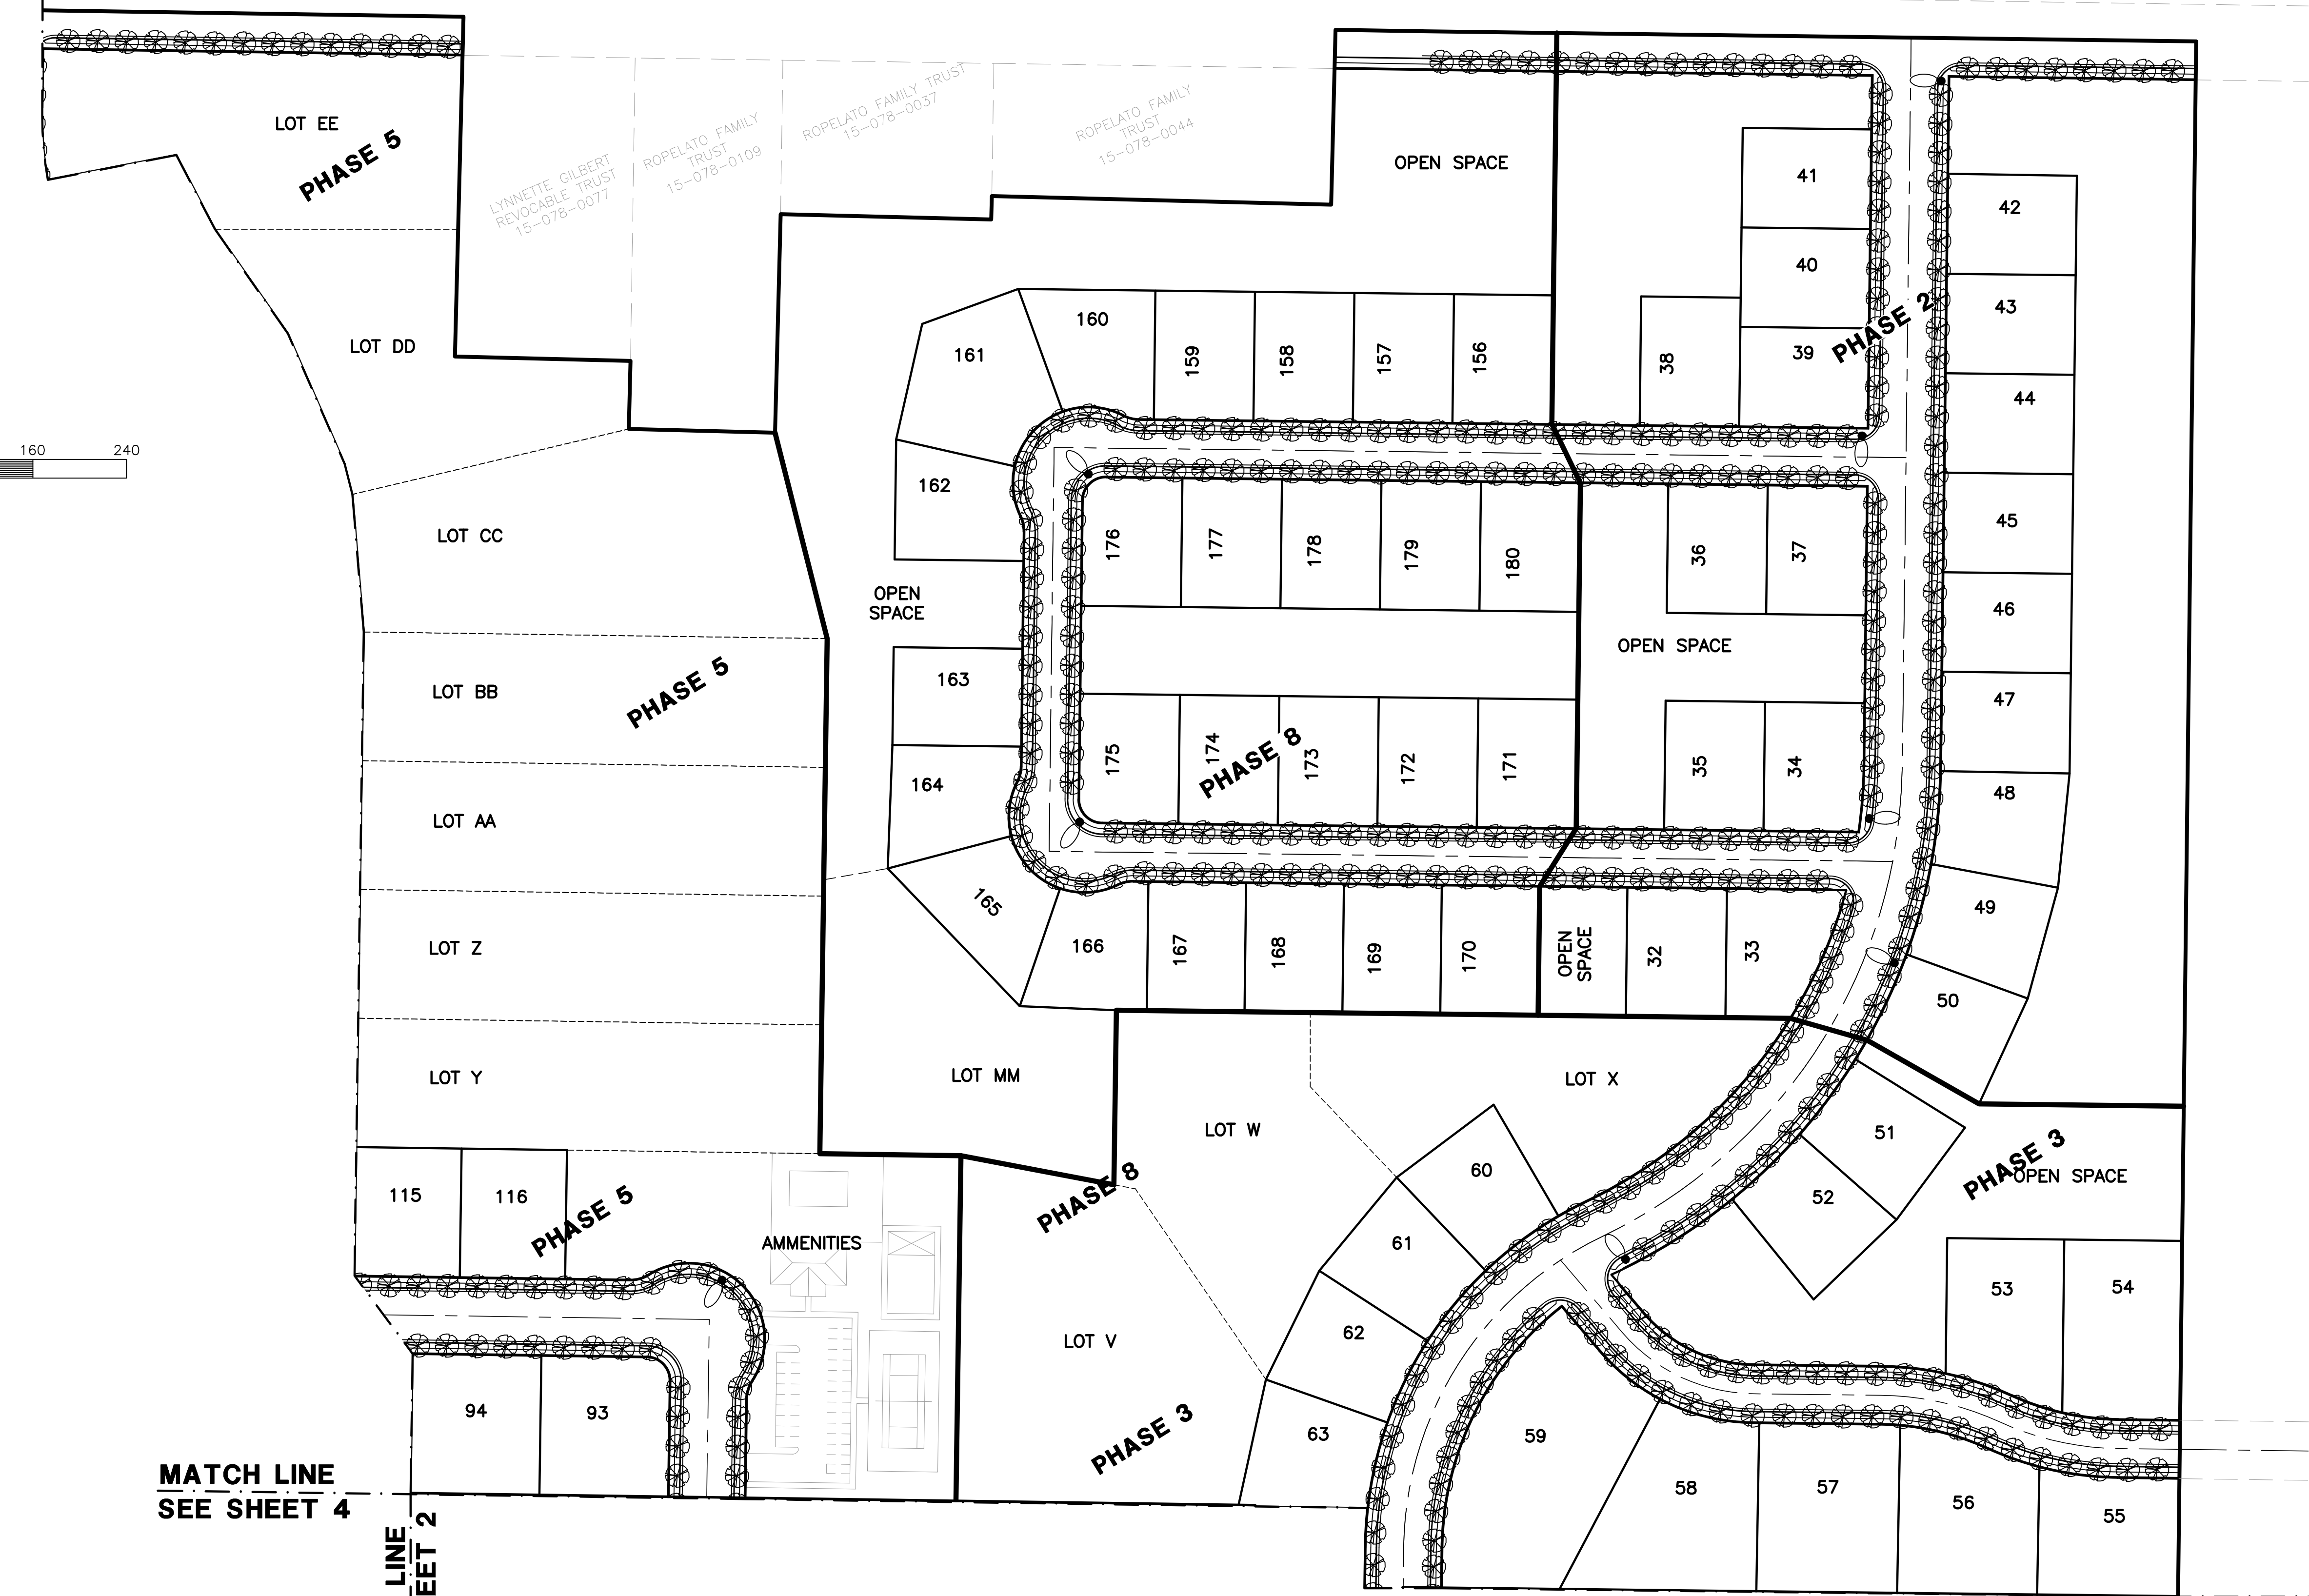 LOT EE
PHASE 5
LYNNETTE GILBERT
REVOCABLE TRUST
15-078-0077
ROPELATO FAMILY
TRUST
15-078-0109
ROPELATO FAMILY TRUST
15-078-0037
ROPELATO FAMILY
TRUST
15-078-0044
OPEN SPACE
41
42
40
43
PHASE 2
LOT DD
161
160
159
158
157
156
38
39
44
160
240
162
LOT CC
176
177
178
179
180
36
37
45
OPEN
SPACE
46
OPEN SPACE
163
LOT BB
PHASE 5
47
164
175
174
PHASE 8
173
172
171
35
34
48
LOT AA
165
166
167
168
169
170
OPEN
SPACE
32
33
49
LOT Z
50
LOT Y
LOT MM
LOT X
LOT W
51
PHASE 3
OPEN SPACE
60
52
115
116
PHASE 5
PHASE 8
AMMENITIES
61
53
54
LOT V
62
94
93
PHASE 3
63
59
58
57
56
55
MATCH LINE
SEE SHEET 4
LINE
EET 2